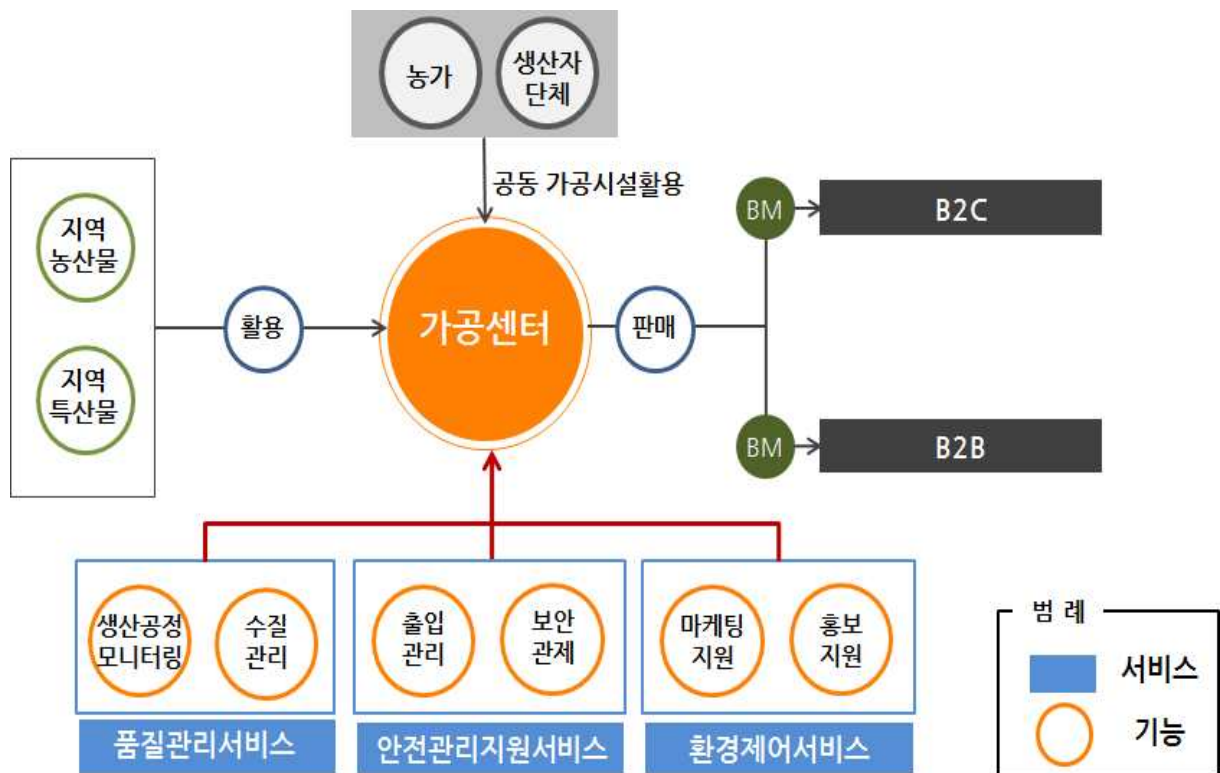 농가
생산자
단체
공동 가공시설활용
지역
농산물
지역
특산물
활용
가공센터
판매
BM
B2C
BM
B2B
생산공정
모니터링
수질
관리
품질관리서비스
출입
관리
보안
관제
안전관리지원서비스
마케팅
지원
홍보
지원
환경제어서비스
범 례
서비스
기능